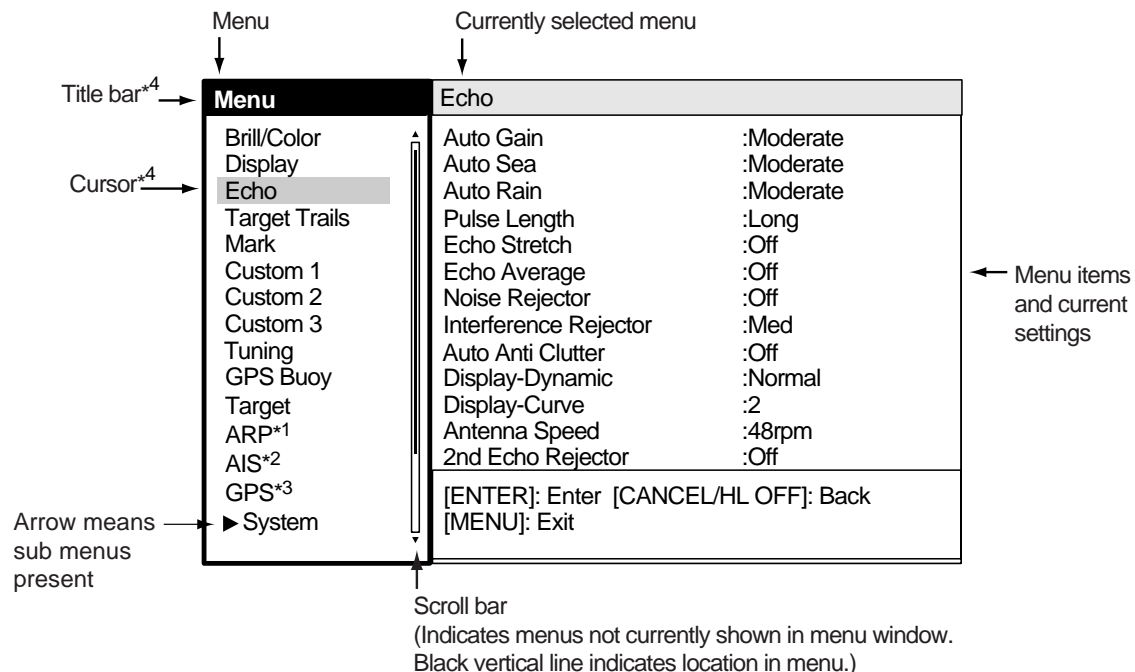 Menu
Currently selected menu
Title bar*4
Menu
Echo
Cursor*4
Brill/Color
Display
Echo
Target Trails
Mark
Custom 1
Custom 2
Custom 3
Tuning
GPS Buoy
Target
ARP*1
AIS*2
GPS*3
▶ System
Auto Gain :Moderate
Auto Sea :Moderate
Auto Rain :Moderate
Pulse Length :Long
Echo Stretch :Off
Echo Average :Off
Noise Rejector :Off
Interference Rejector :Med
Auto Anti Clutter :Off
Display-Dynamic :Normal
Display-Curve :2
Antenna Speed :48rpm
2nd Echo Rejector :Off
[ENTER]: Enter [CANCEL/HL OFF]: Back
[MENU]: Exit
Menu items
and current
settings
Arrow means
sub menus
present
Scroll bar
(Indicates menus not currently shown in menu window.
Black vertical line indicates location in menu.)